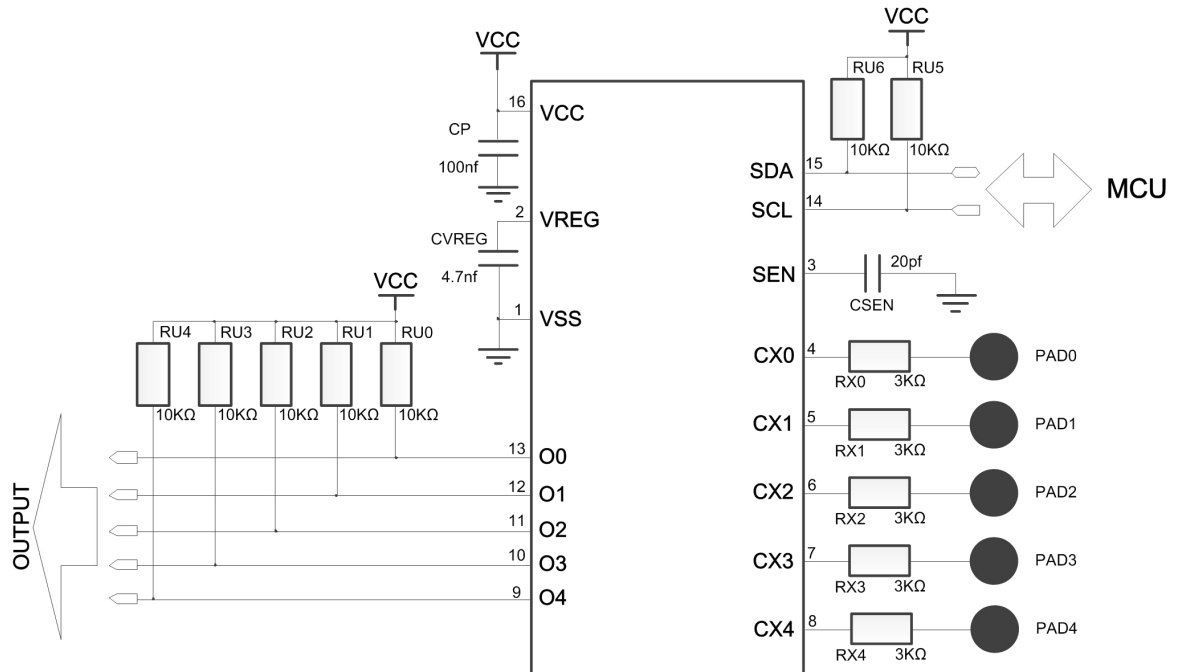 VCC
VCC
16 VCC
CP
100nf
2 VREG
CVREG
4.7nf
1 VSS
VCC
RU4 RU3 RU2 RU1 RU0
10KΩ 10KΩ 10KΩ 10KΩ 10KΩ
13 O0
12 O1
11 O2
10 O3
9 O4
OUTPUT
RU6 RU5
10KΩ 10KΩ
SDA 15
SCL 14
MCU
SEN 3
20pf
CSEN
CX0 4
PAD0
RX0 3KΩ
CX1 5
PAD1
RX1 3KΩ
CX2 6
PAD2
RX2 3KΩ
CX3 7
PAD3
RX3 3KΩ
CX4 8
PAD4
RX4 3KΩ